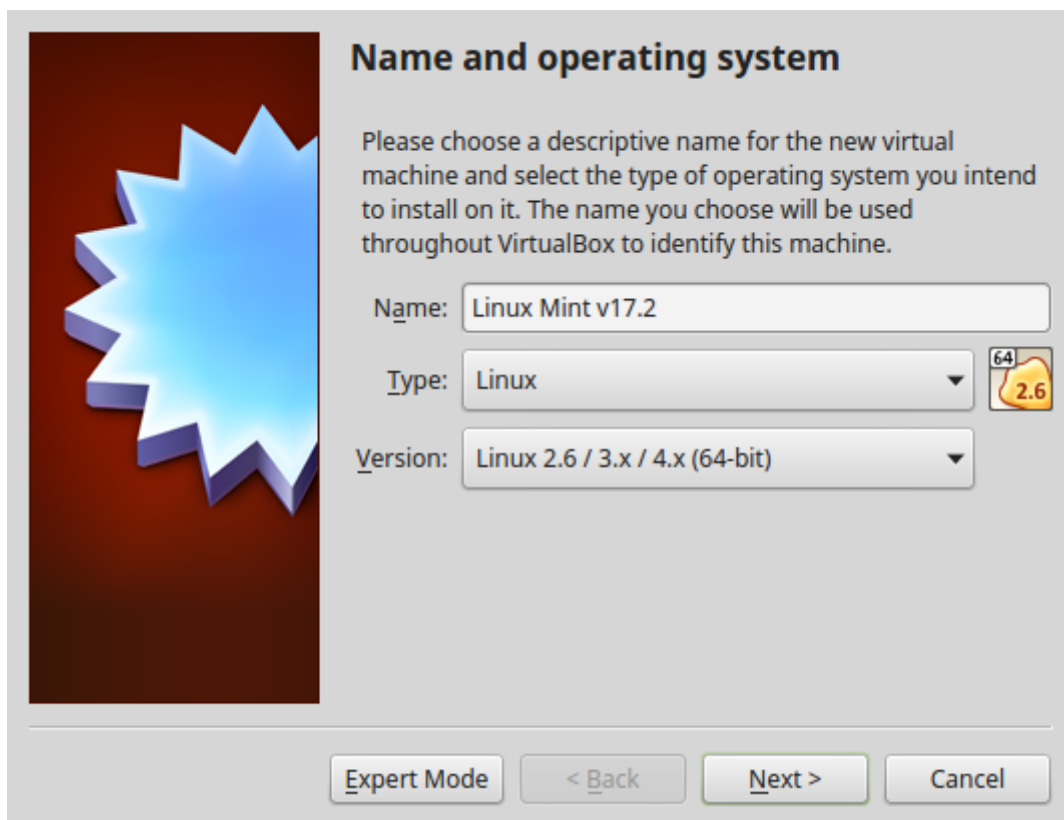 Name and operating system
Please choose a descriptive name for the new virtual
machine and select the type of operating system you intend
to install on it. The name you choose will be used
throughout VirtualBox to identify this machine.
Name: Linux Mint v17.2
Type: Linux
64
2.6
Version: Linux 2.6 / 3.x / 4.x (64-bit)
Expert Mode < Back Next > Cancel